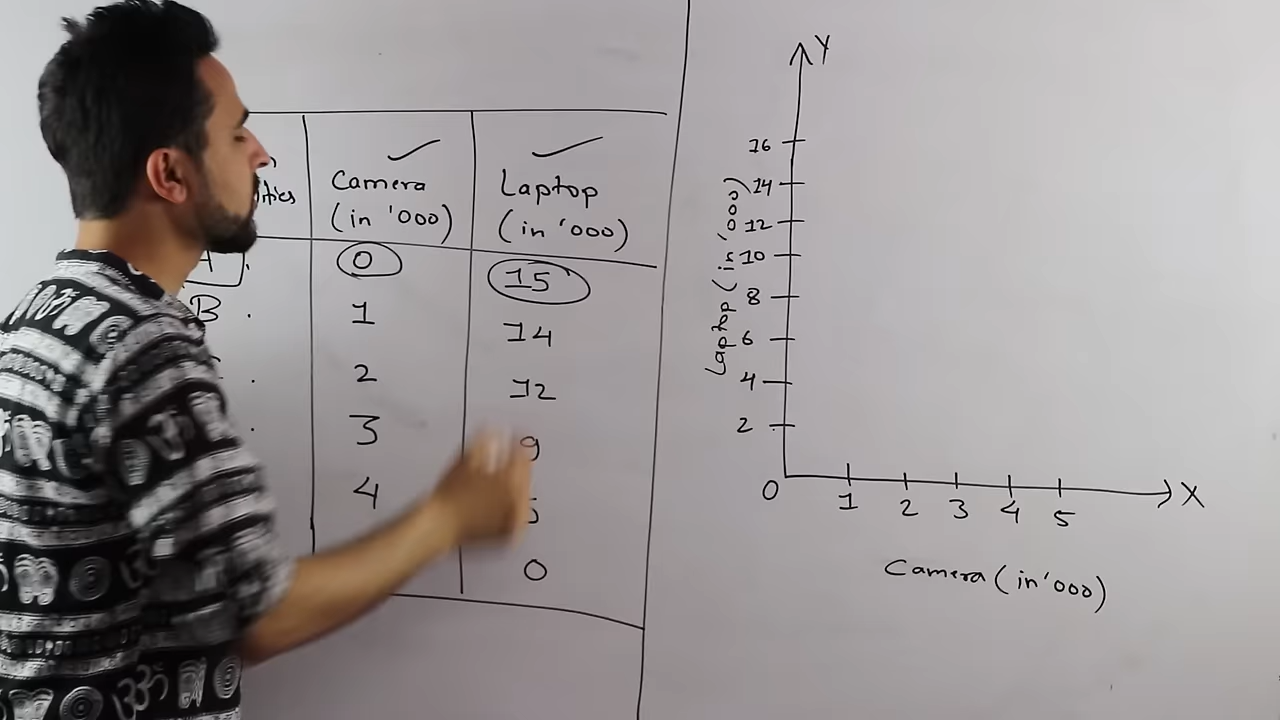 Camera
(in '000)
Laptop
(in '000)
0
15
B
1
14
2
12
3
9
4
5
0
Y
16
14
12
10
8
6
4
2
0
Laptop (in '000)
1 2 3 4 5
X
Camera (in '000)